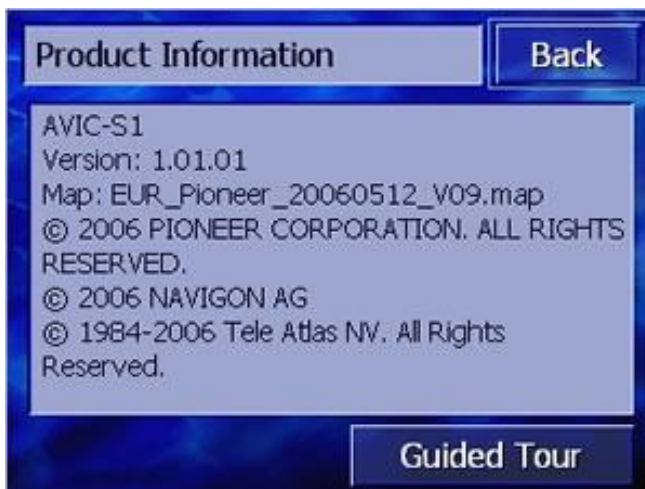 Product Information
Back
AVIC-S1
Version: 1.01.01
Map: EUR_Pioneer_20060512_V09.map
© 2006 PIONEER CORPORATION. ALL RIGHTS
RESERVED.
© 2006 NAVIGON AG
© 1984-2006 Tele Atlas NV. All Rights
Reserved.
Guided Tour